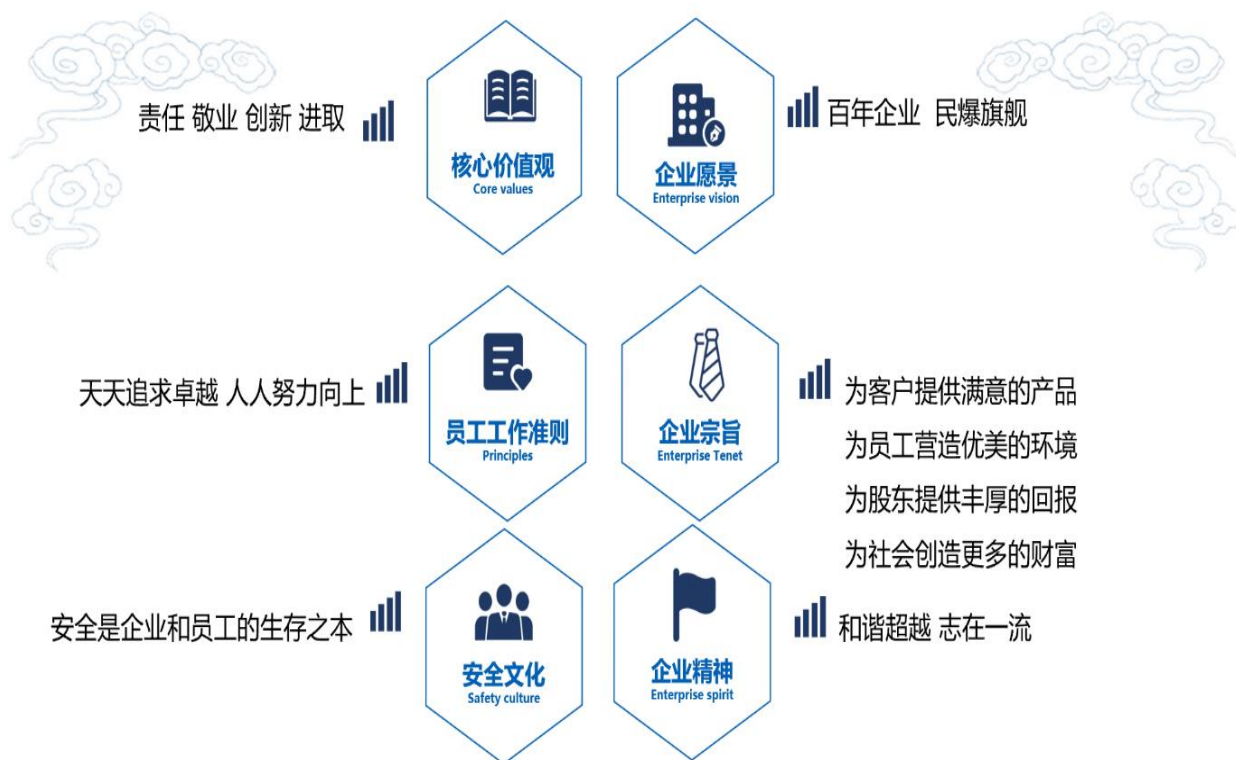 责任 敬业 创新 进取
核心价值观
Core values
企业愿景
Enterprise vision
百年企业 民爆旗舰
天天追求卓越 人人努力向上
员工工作准则
Principles
企业宗旨
Enterprise Tenet
为客户提供满意的产品
为员工营造优美的环境
为股东提供丰厚的回报
为社会创造更多的财富
安全是企业和员工的生存之本
安全文化
Safety culture
企业精神
Enterprise spirit
和谐超越 志在一流